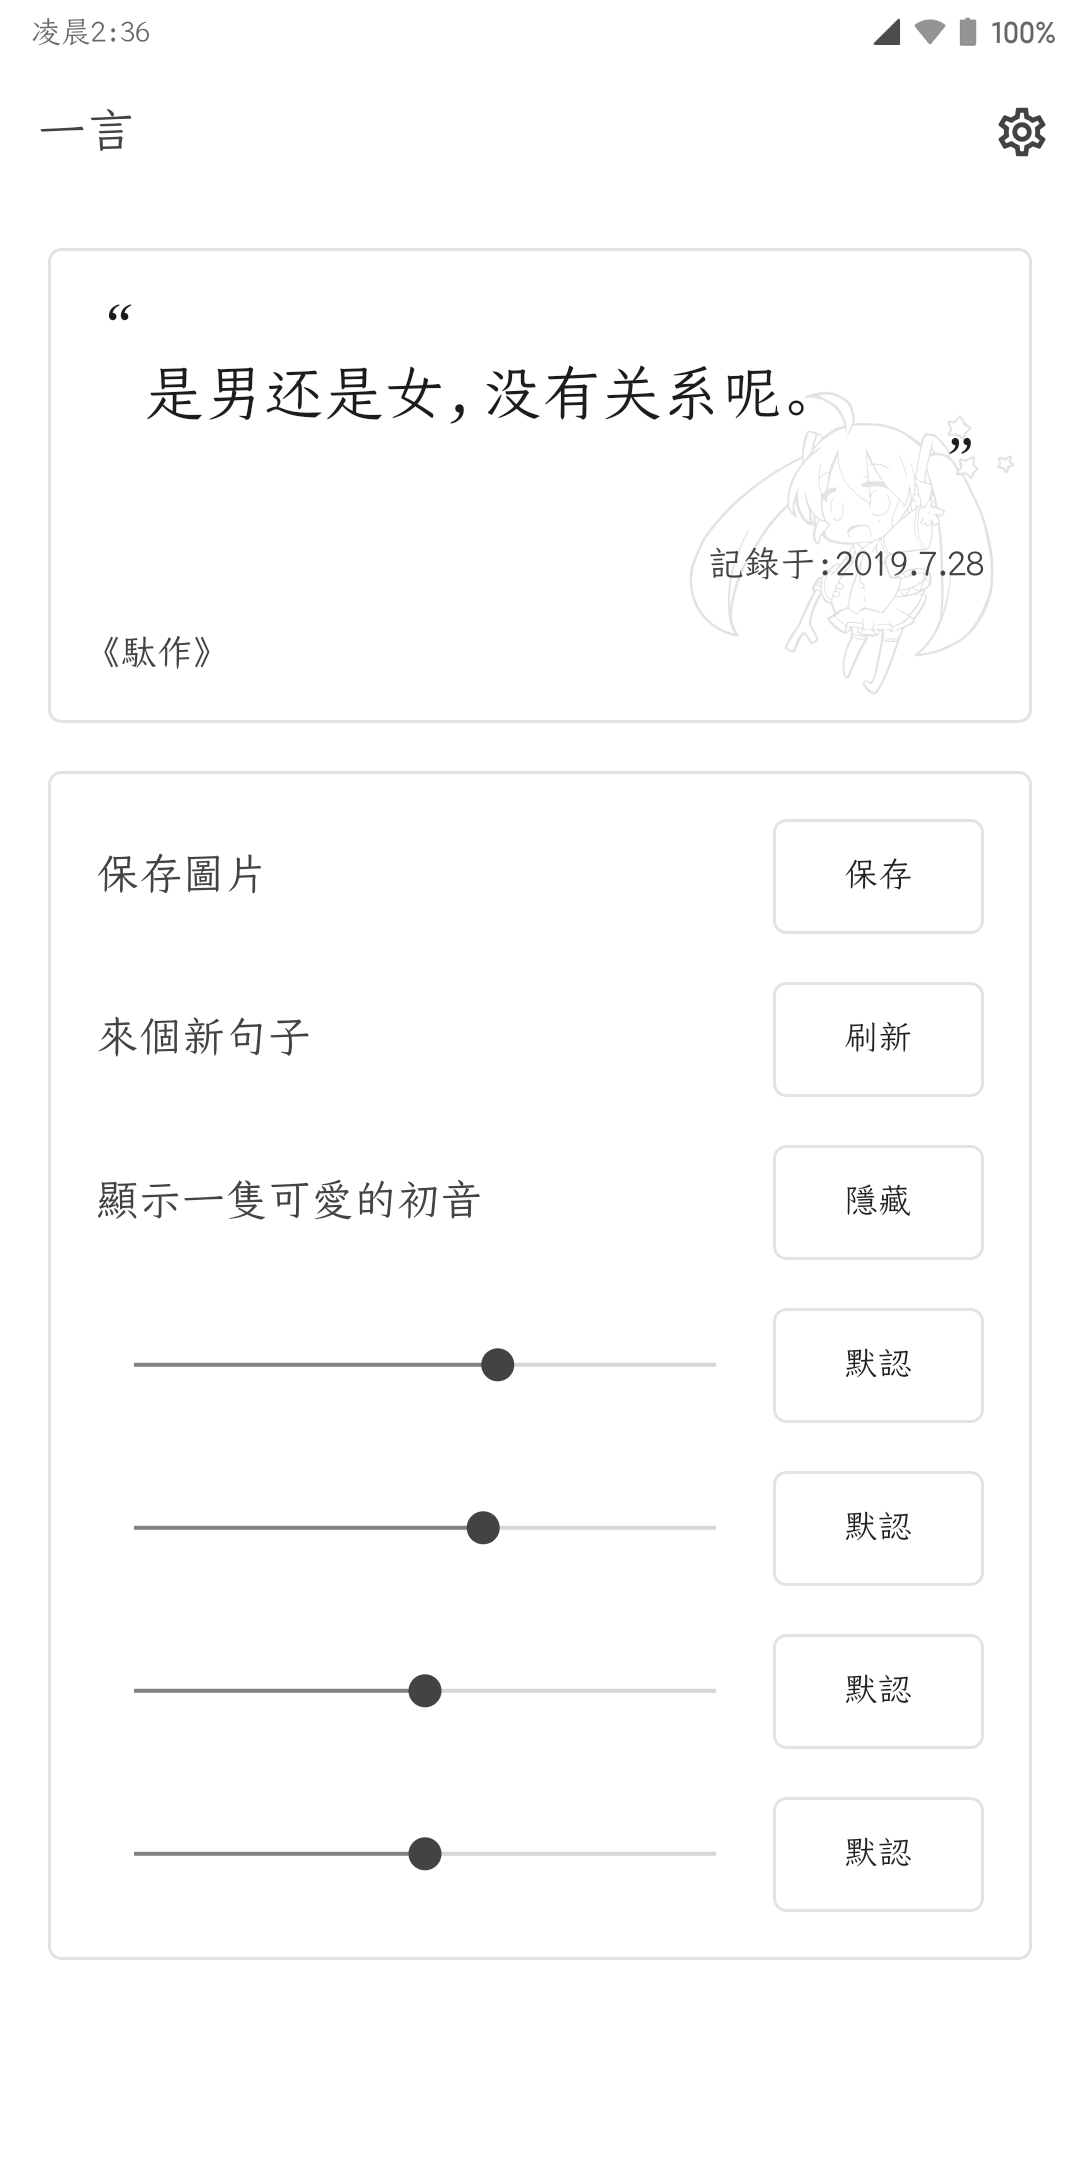 凌晨2:36
100%
一言
“
是男还是女,没有关系呢。
”
記錄于:2019.7.28
《駄作》
保存圖片
保存
來個新句子
刷新
顯示一隻可愛的初音
隱藏
默認
默認
默認
默認